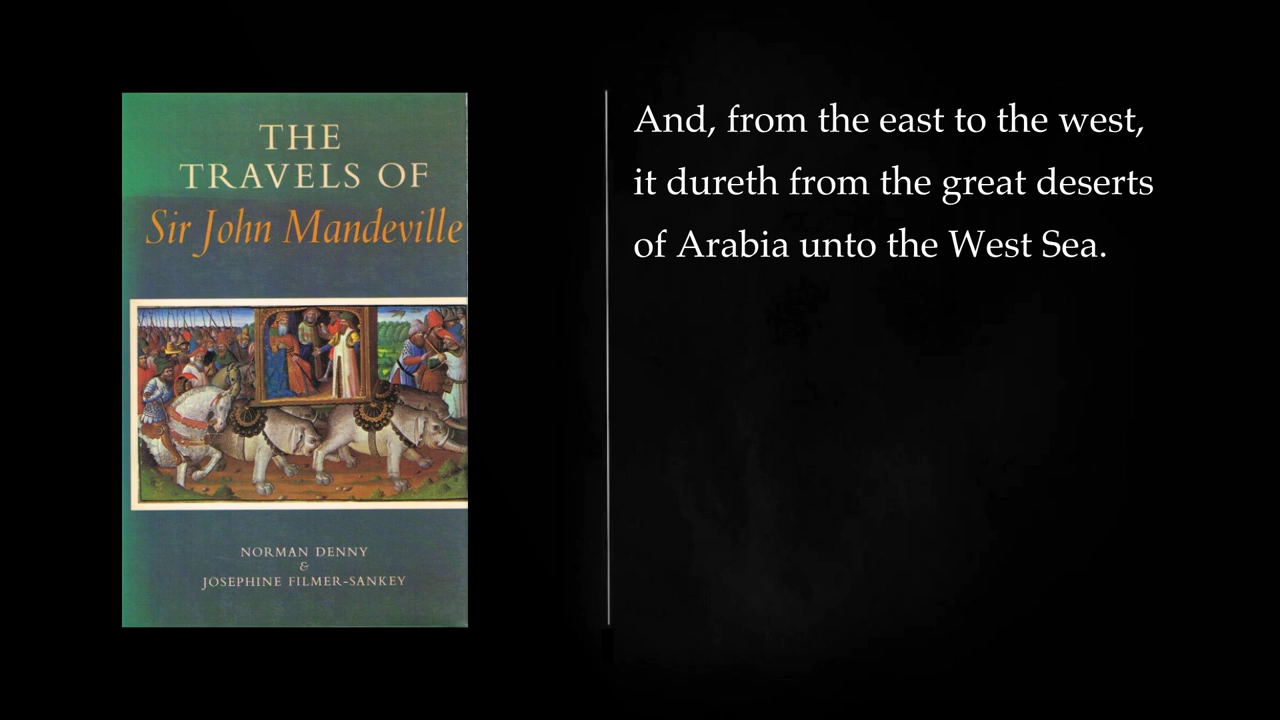 THE
TRAVELS OF
Sir John Mandeville
NORMAN DENNY
&
JOSEPHINE FILMER-SANKEY
And, from the east to the west,
it dureth from the great deserts
of Arabia unto the West Sea.